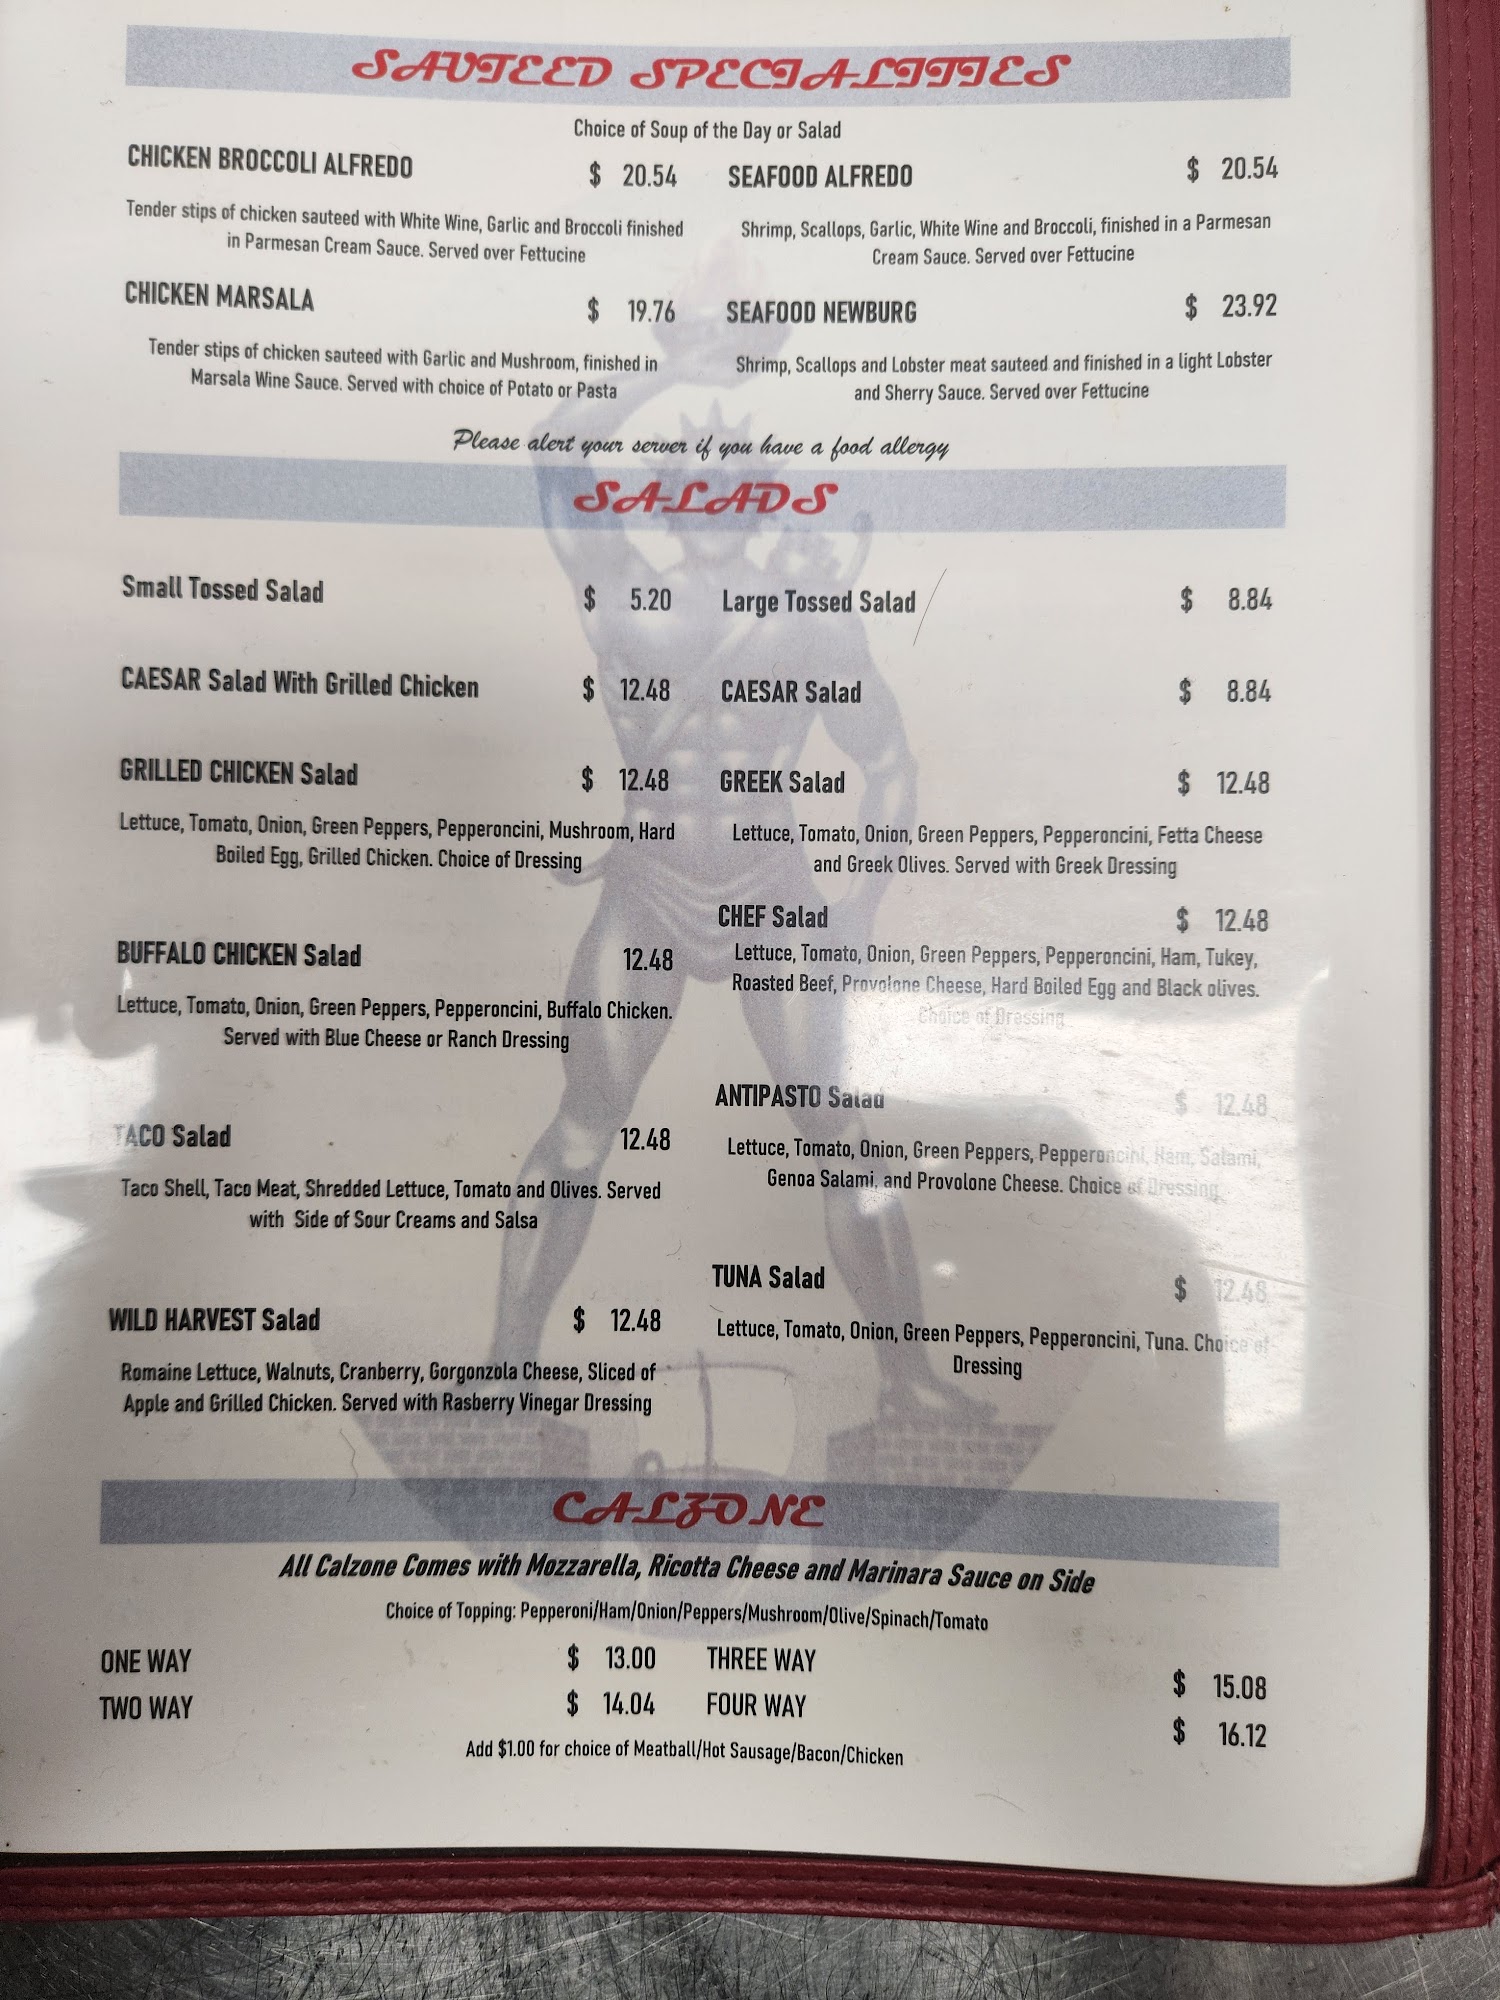 SAUTEED SPECIALITIES
Choice of Soup of the Day or Salad
CHICKEN BROCCOLI ALFREDO $ 20.54
Tender stips of chicken sauteed with White Wine, Garlic and Broccoli finished
in Parmesan Cream Sauce. Served over Fettucine
SEAFOOD ALFREDO $ 20.54
Shrimp, Scallops, Garlic, White Wine and Broccoli, finished in a Parmesan
Cream Sauce. Served over Fettucine
CHICKEN MARSALA $ 19.76
Tender stips of chicken sauteed with Garlic and Mushroom, finished in
Marsala Wine Sauce. Served with choice of Potato or Pasta
SEAFOOD NEWBURG $ 23.92
Shrimp, Scallops and Lobster meat sauteed and finished in a light Lobster
and Sherry Sauce. Served over Fettucine
Please alert your server if you have a food allergy
SALADS
Small Tossed Salad $ 5.20
Large Tossed Salad $ 8.84
CAESAR Salad With Grilled Chicken $ 12.48
CAESAR Salad $ 8.84
GRILLED CHICKEN Salad $ 12.48
Lettuce, Tomato, Onion, Green Peppers, Pepperoncini, Mushroom, Hard
Boiled Egg, Grilled Chicken. Choice of Dressing
GREEK Salad $ 12.48
Lettuce, Tomato, Onion, Green Peppers, Pepperoncini, Fetta Cheese
and Greek Olives. Served with Greek Dressing
BUFFALO CHICKEN Salad 12.48
Lettuce, Tomato, Onion, Green Peppers, Pepperoncini, Buffalo Chicken.
Served with Blue Cheese or Ranch Dressing
CHEF Salad $ 12.48
Lettuce, Tomato, Onion, Green Peppers, Pepperoncini, Ham, Tukey,
Roasted Beef, Provolone Cheese, Hard Boiled Egg and Black olives.
Choice of Dressing
TACO Salad 12.48
Taco Shell, Taco Meat, Shredded Lettuce, Tomato and Olives. Served
with Side of Sour Creams and Salsa
ANTIPASTO Salad $ 12.48
Lettuce, Tomato, Onion, Green Peppers, Pepperoncini, Ham, Salami,
Genoa Salami, and Provolone Cheese. Choice of Dressing
WILD HARVEST Salad $ 12.48
Romaine Lettuce, Walnuts, Cranberry, Gorgonzola Cheese, Sliced of
Apple and Grilled Chicken. Served with Rasberry Vinegar Dressing
TUNA Salad $ 12.48
Lettuce, Tomato, Onion, Green Peppers, Pepperoncini, Tuna. Choice of
Dressing
CALZONE
All Calzone Comes with Mozzarella, Ricotta Cheese and Marinara Sauce on Side
Choice of Topping: Pepperoni/Ham/Onion/Peppers/Mushroom/Olive/Spinach/Tomato
ONE WAY $ 13.00
THREE WAY $ 15.08
TWO WAY $ 14.04
FOUR WAY $ 16.12
Add $1.00 for choice of Meatball/Hot Sausage/Bacon/Chicken